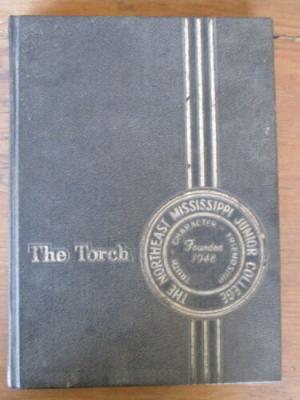 The Torch
THE NORTHEAST MISSISSIPPI JUNIOR COLLEGE
TRUTH CHARACTER FRIENDSHIP
Founded
1948